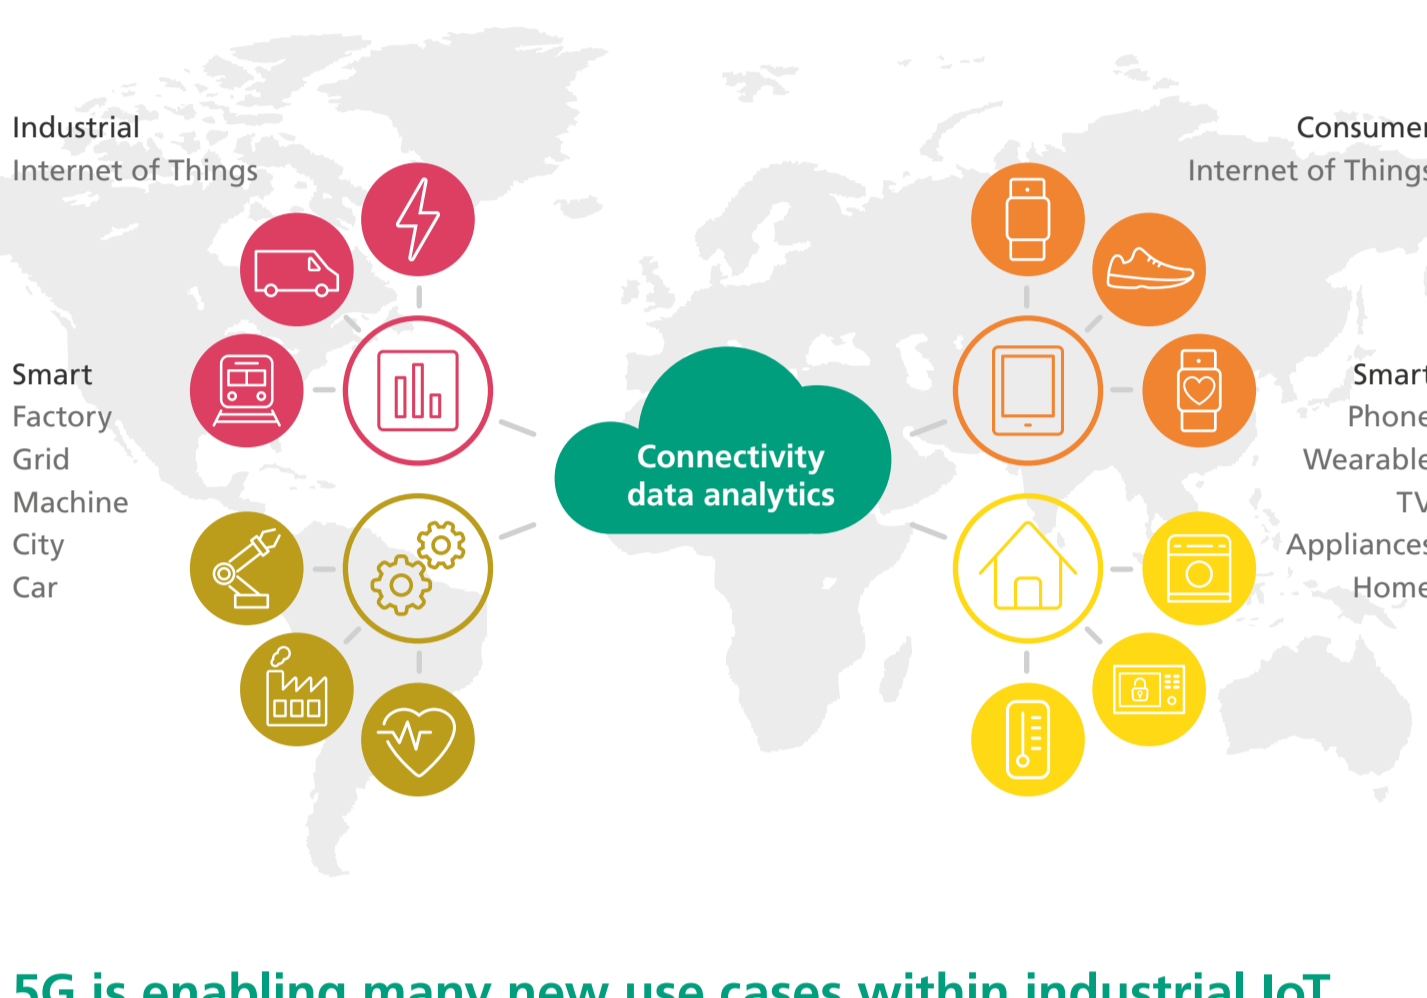 Industrial
Internet of Things
Consumer
Internet of Things
Smart
Factory
Grid
Machine
City
Car
Connectivity
data analytics
Smart
Phone
Wearable
TV
Appliances
Home
5G is enabling many new use cases within industrial IoT